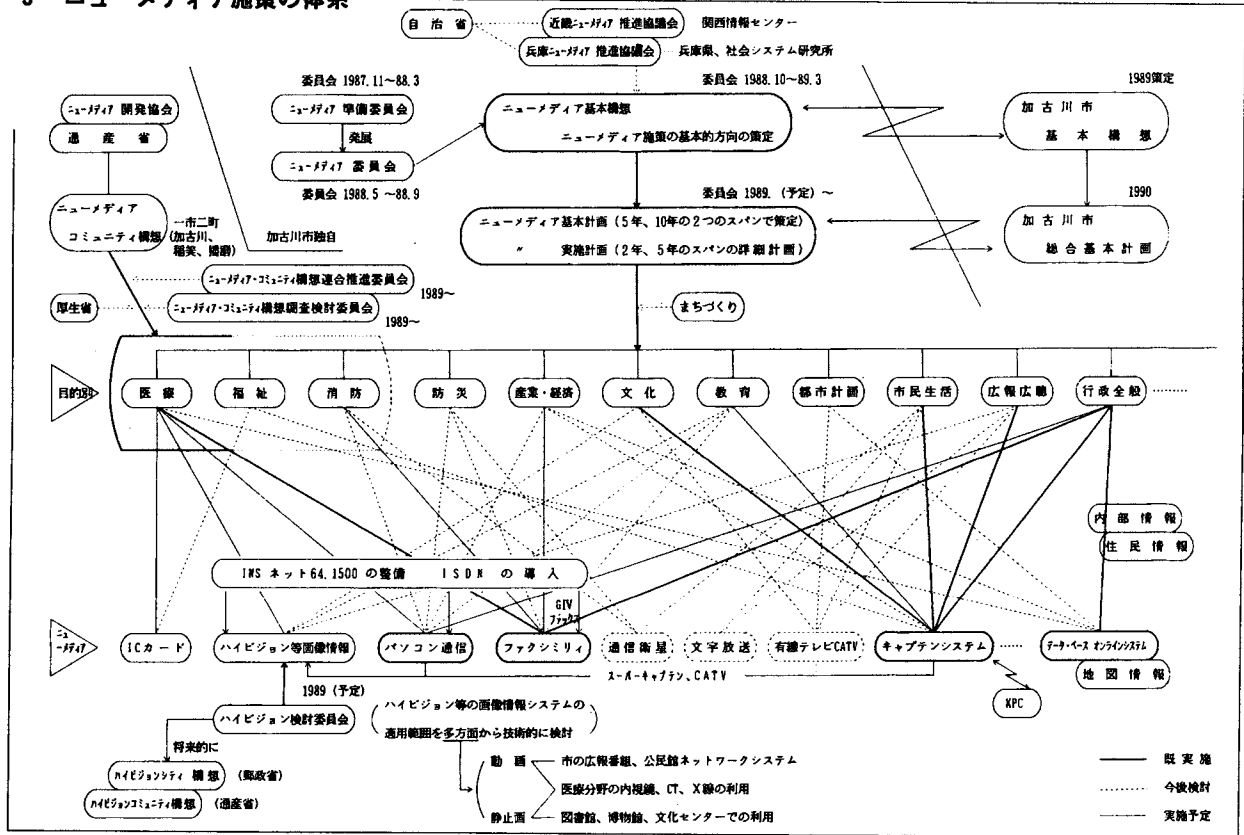 3 ニューメディア施策の体系
自治省
近畿ニューメディア 推進協議会 関西情報センター
兵庫ニューメディア 推進協議会 兵庫県、社会システム研究所
委員会 1987.11～88.3
委員会 1988.10～89.3
1989策定
ニューメディア 開発協会
通産省
ニューメディア 準備委員会
発展
ニューメディア 委員会
委員会 1988.5 ～88.9
ニューメディア基本構想
ニューメディア施策の基本的方向の策定
加古川市
基本構想
委員会 1989. (予定) ～
1990
ニューメディア
コミュニティ構想
一市二町
(加古川、
稲美、播磨)
加古川市独自
ニューメディア基本計画 (5年、10年の2つのスパンで策定)
〃 実施計画 (2年、5年のスパンの詳細計画)
加古川市
総合基本計画
ニューメディア・コミュニティ構想連合推進委員会
1989～
厚生省
ニューメディア・コミュニティ構想調査検討委員会
1989～
まちづくり
目的別
医療
福祉
消防
防災
産業・経済
文化
教育
都市計画
市民生活
広報広聴
行政全般
内部情報
住民情報
INS ネット64.1500 の整備 ISDN の導入
GIV
フアックス
ニュ
ーメディア
ICカード
ハイビジョン等画像情報
パソコン通信
ファクシミリィ
通信衛星
文字放送
有線テレビCATV
キャプテンシステム
データ・ベース オンラインシステム
地図情報
スーパーキャプテン、CATV
KPC
1989 (予定)
ハイビジョン検討委員会
(ハイビジョン等の画像情報システムの
適用範囲を多方面から技術的に検討)
将来的に
ハイビジョンシティ 構想 (郵政省)
ハイビジョンコミュニティ構想 (通産省)
動画 市の広報番組、公民館ネットワークシステム
医療分野の内視鏡、CT、X線の利用
静止画 図書館、博物館、文化センターでの利用
既実施
今後検討
実施予定